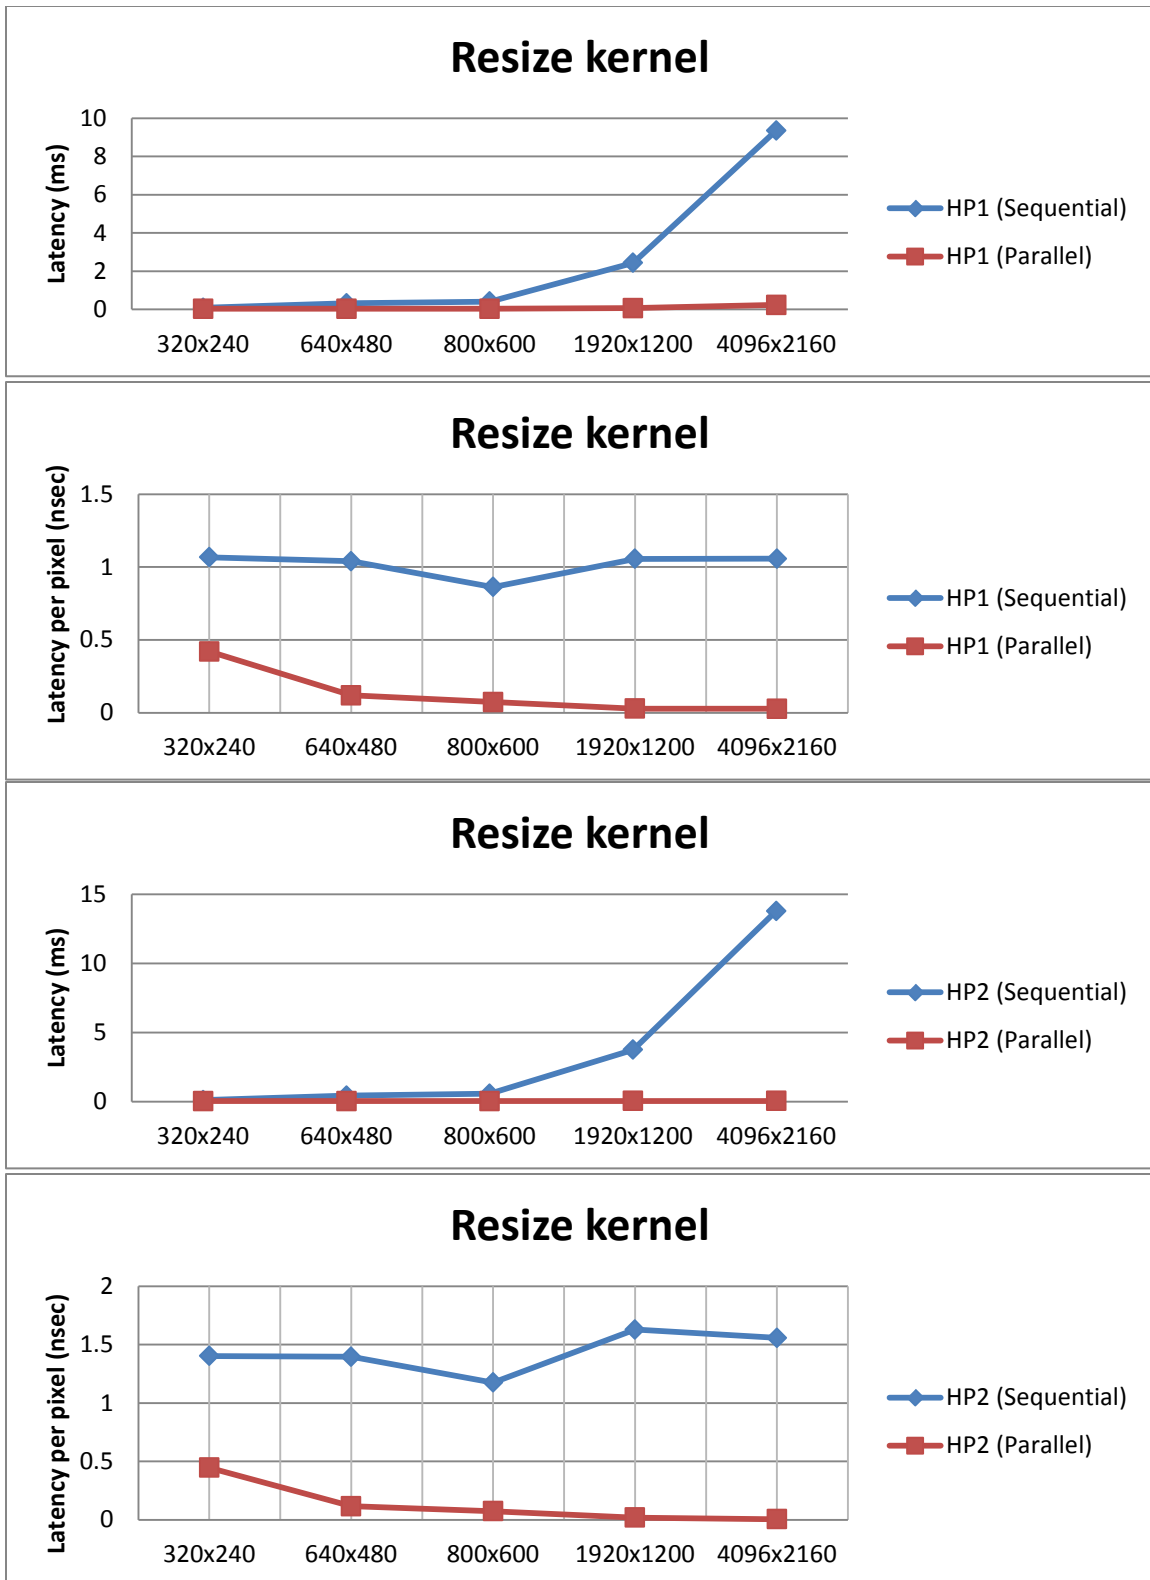 Resize kernel
Latency (ms)
10
8
6
4
2
0
320x240 640x480 800x600 1920x1200 4096x2160
HP1 (Sequential)
HP1 (Parallel)
Resize kernel
Latency per pixel (nsec)
1.5
1
0.5
0
320x240 640x480 800x600 1920x1200 4096x2160
HP1 (Sequential)
HP1 (Parallel)
Resize kernel
Latency (ms)
15
10
5
0
320x240 640x480 800x600 1920x1200 4096x2160
HP2 (Sequential)
HP2 (Parallel)
Resize kernel
Latency per pixel (nsec)
2
1.5
1
0.5
0
320x240 640x480 800x600 1920x1200 4096x2160
HP2 (Sequential)
HP2 (Parallel)